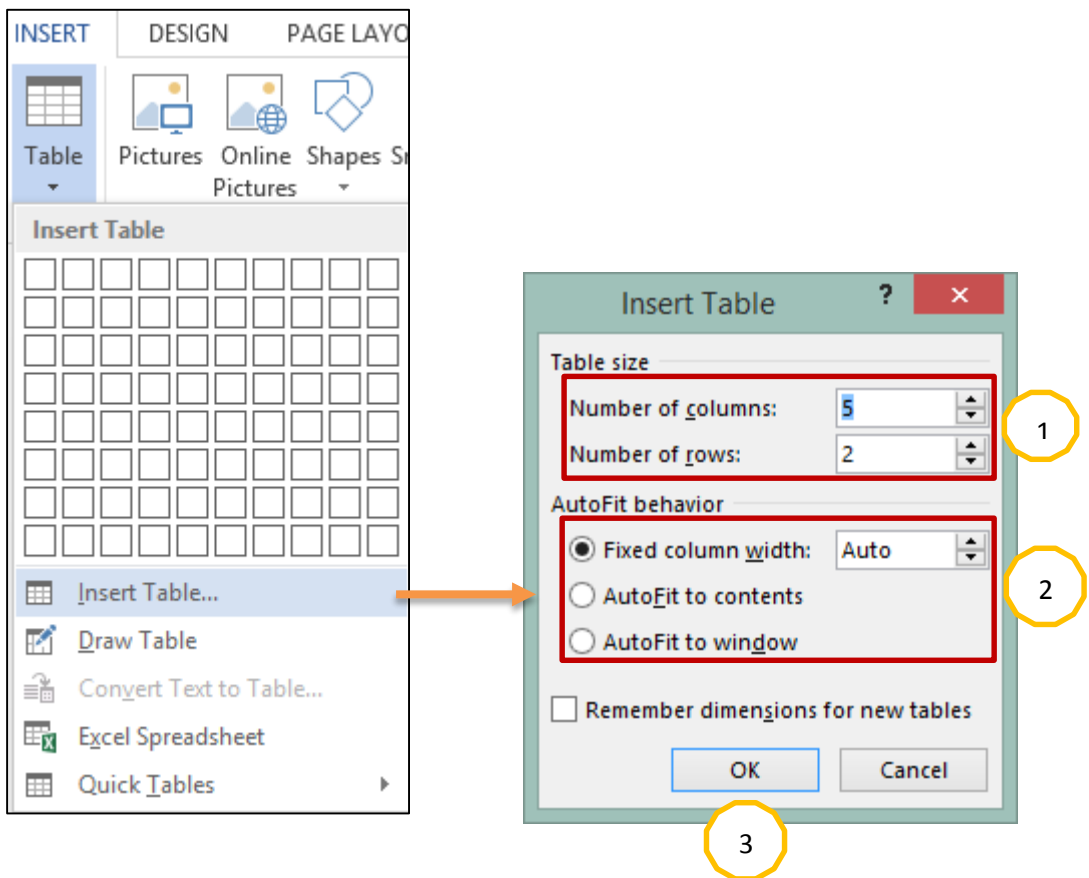 INSERT DESIGN PAGE LAYO
Table Pictures Online Shapes
Pictures
Insert Table
Insert Table...
Draw Table
Convert Text to Table...
Excel Spreadsheet
Quick Tables
Insert Table ? ×
Table size
Number of columns: 5
Number of rows: 2
1
AutoFit behavior
Fixed column width: Auto
AutoFit to contents
AutoFit to window
2
Remember dimensions for new tables
OK Cancel
3